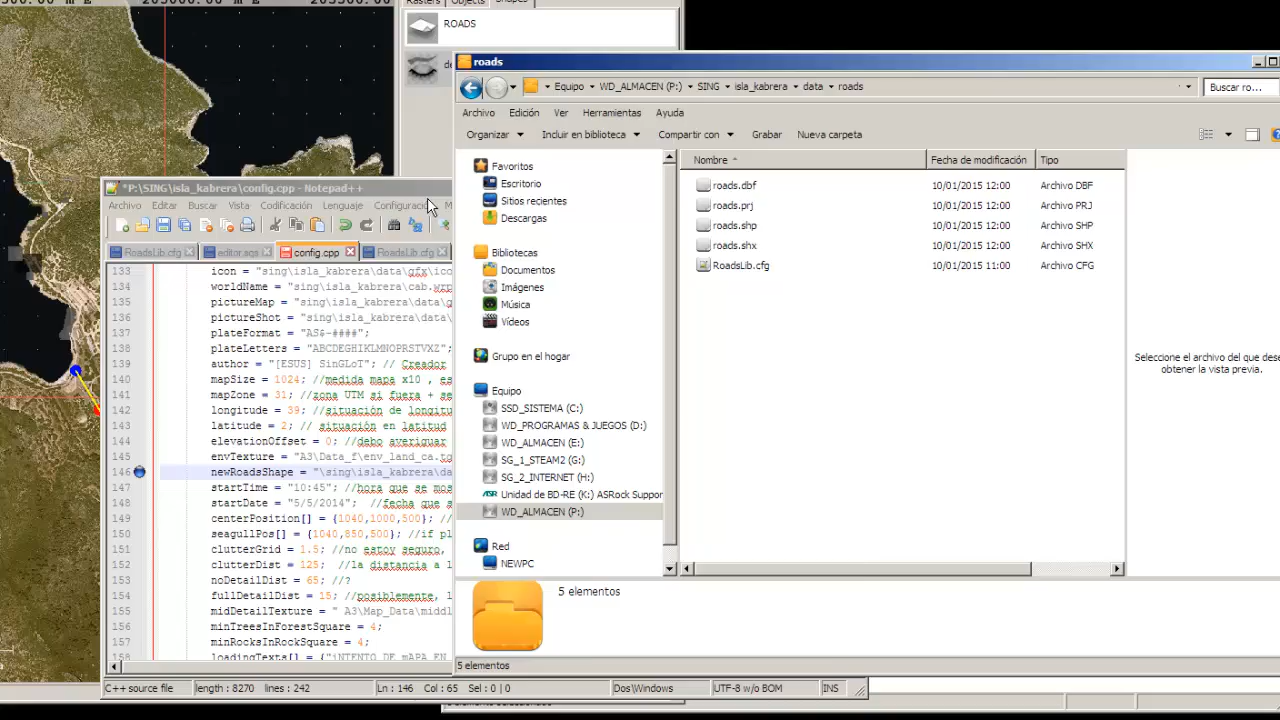 Rasters Objects Shapes
ROADS
de
roads
Equipo WD_ALMACEN (P:) SING isla_kabrera data roads
Buscar ro...
Archivo Edición Ver Herramientas Ayuda
Organizar Incluir en biblioteca Compartir con Grabar Nueva carpeta
Nombre Fecha de modificación Tipo
roads.dbf 10/01/2015 12:00 Archivo DBF
roads.prj 10/01/2015 12:00 Archivo PRJ
roads.shp 10/01/2015 12:00 Archivo SHP
roads.shx 10/01/2015 12:00 Archivo SHX
RoadsLib.cfg 10/01/2015 11:00 Archivo CFG
Favoritos
Escritorio
Sitios recientes
Descargas
Bibliotecas
Documentos
Imágenes
Música
Vídeos
Grupo en el hogar
Equipo
SSD_SISTEMA (C:)
WD_PROGRAMAS & JUEGOS (D:)
WD_ALMACEN (E:)
SG_1_STEAM2 (G:)
SG_2_INTERNET (H:)
Unidad de BD-RE (K:) ASRock Suppor
WD_ALMACEN (P:)
Red
NEWPC
Seleccione el archivo del que des
obtener la vista previa.
5 elementos
5 elementos
*P:\SING\isla_kabrera\config.cpp - Notepad++
Archivo Editar Buscar Vista Codificación Lenguaje Configuració M
RoadsLib.cfg editor.sqs config.cpp RoadsLib.cfg
133 icon = "sing\isla_kabrera\data\gfx\ico
134 worldName = "sing\isla_kabrera\cab.wrp
135 pictureMap = "sing\isla_kabrera\data\g
136 pictureShot = "sing\isla_kabrera\data\
137 plateFormat = "AS&-####";
138 plateLetters = "ABCDEGHIKLMNOPRSTVXZ";
139 author = "[ESUS] SinGLoT"; // Creador
140 mapSize = 1024; //medida mapa x10 , es
141 mapZone = 31; //zona UTM si fuera + se
142 longitude = 39; //situación de longitu
143 latitude = 2; // situación en latitud
144 elevationOffset = 0; //debo averiguar
145 envTexture = "A3\Data_f\env_land_ca.tg
146 newRoadsShape = "\sing\isla_kabrera\da
147 startTime = "10:45"; //hora que se mos
148 startDate = "5/5/2014"; //fecha que s
149 centerPosition[] = {1040,1000,500}; //
150 seagullPos[] = {1040,850,500}; //if pl
151 clutterGrid = 1.5; //no estoy seguro,
152 clutterDist = 125; //la distancia a l
153 noDetailDist = 65; //?
154 fullDetailDist = 15; //posiblemente, l
155 midDetailTexture = " A3\Map_Data\middl
156 minTreesInForestSquare = 4;
157 minRocksInRockSquare = 4;
158 loadingTexts[] = {"iNTENTO DE mAPA EN
C++ source file length : 8270 lines : 242 Ln : 146 Col : 65 Sel : 0 | 0 Dos\Windows UTF-8 w/o BOM INS